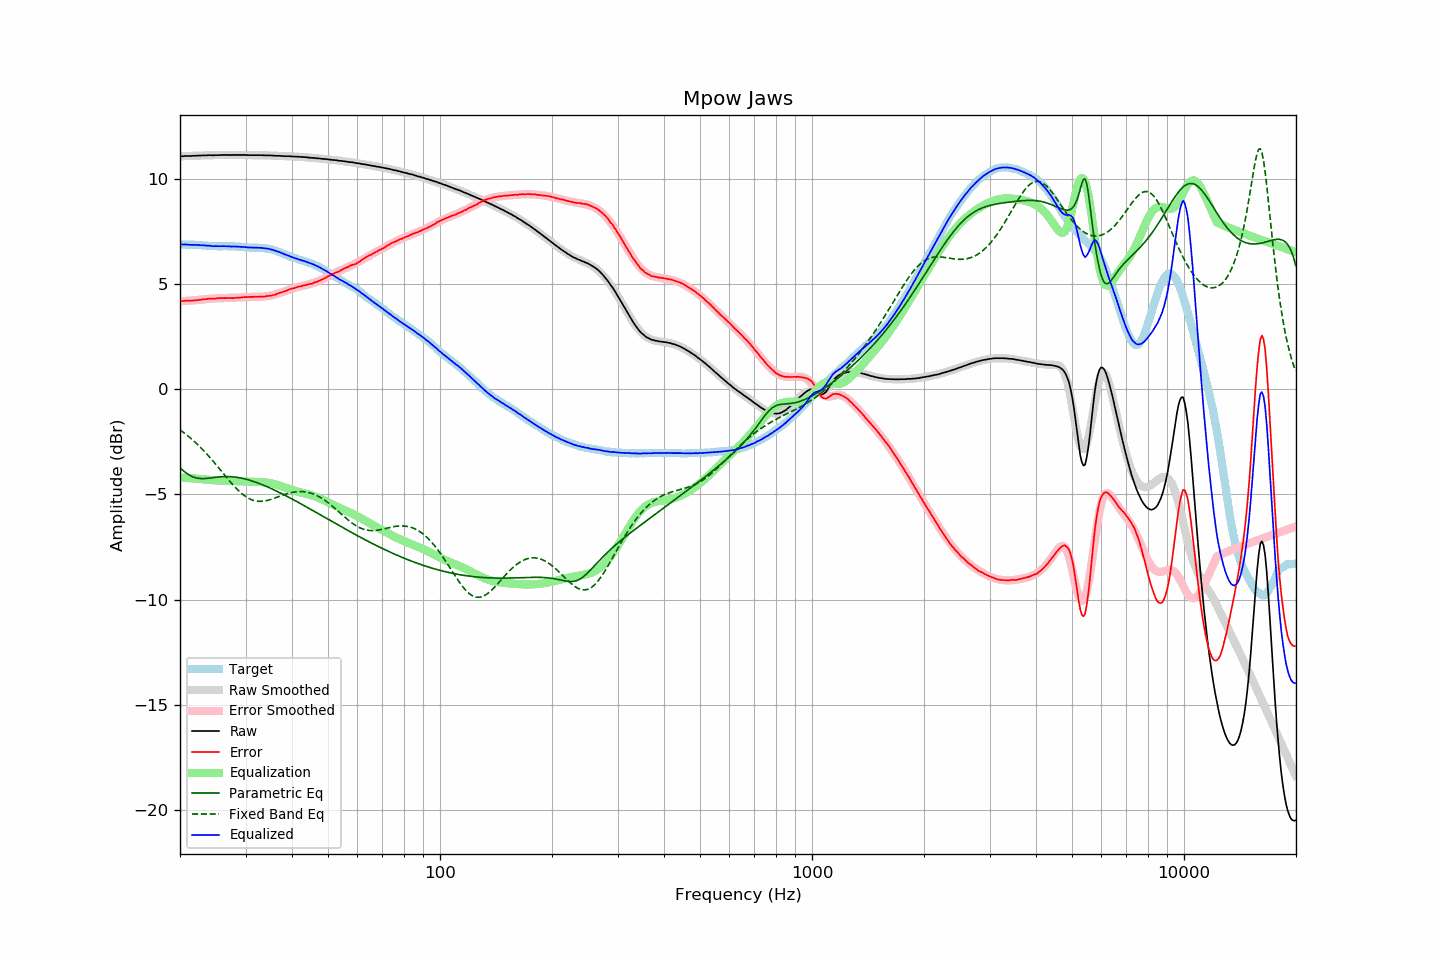 Mpow Jaws
Amplitude (dBr)
10
5
0
−5
−10
−15
−20
Target
Raw Smoothed
Error Smoothed
Raw
Error
Equalization
Parametric Eq
Fixed Band Eq
Equalized
100
1000
10000
Frequency (Hz)